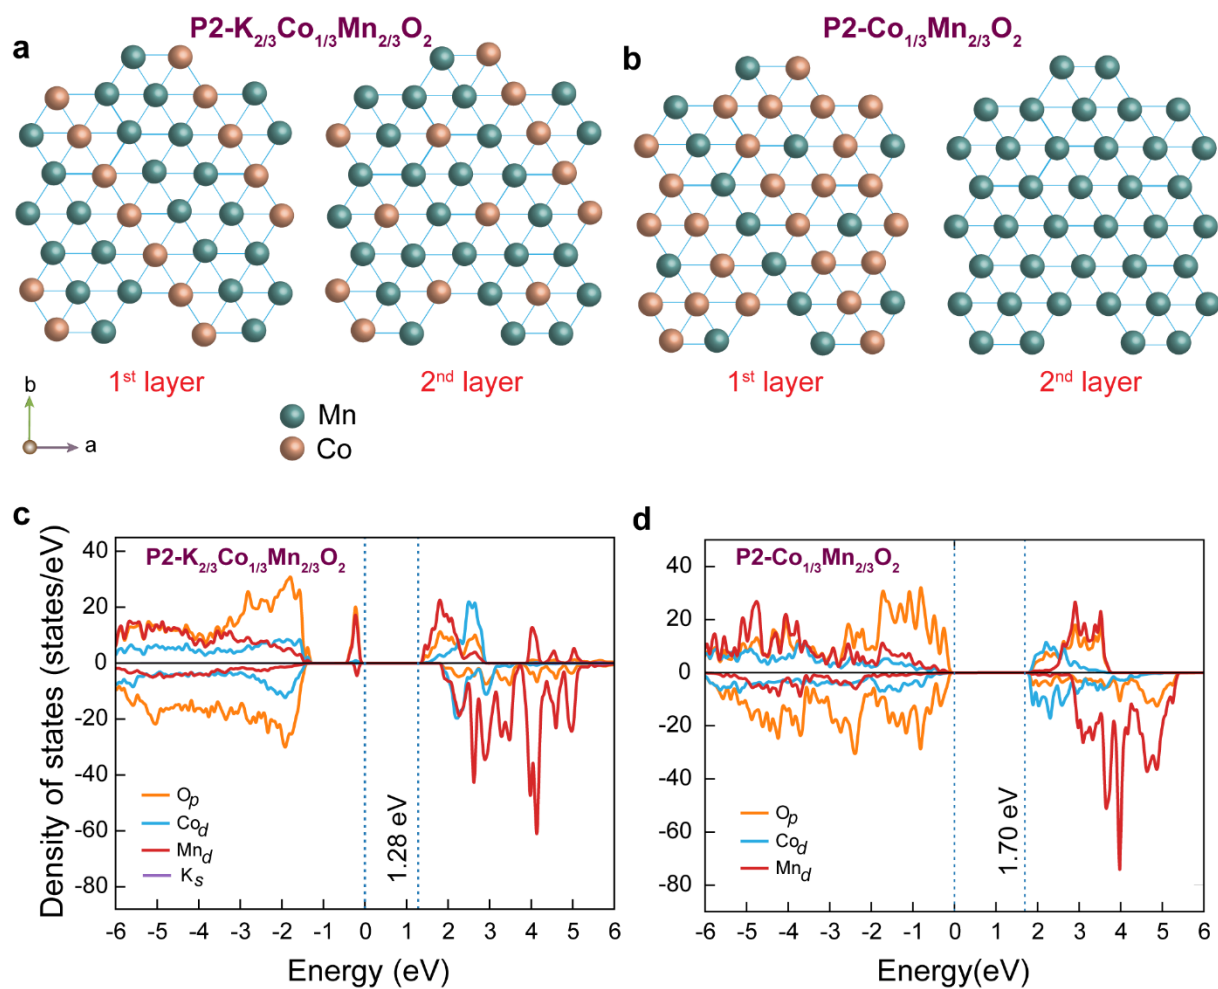 a
P2-K2/3Co1/3Mn2/3O2
b
P2-Co1/3Mn2/3O2
1st layer
2nd layer
1st layer
2nd layer
b
a
Mn
Co
c
P2-K2/3Co1/3Mn2/3O2
Density of states (states/eV)
40
20
0
-20
-40
-60
-80
Op
Cod
Mnd
Ks
1.28 eV
-6 -5 -4 -3 -2 -1 0 1 2 3 4 5 6
Energy (eV)
d
P2-Co1/3Mn2/3O2
40
20
0
-20
-40
-60
-80
Op
Cod
Mnd
1.70 eV
-6 -5 -4 -3 -2 -1 0 1 2 3 4 5 6
Energy(eV)